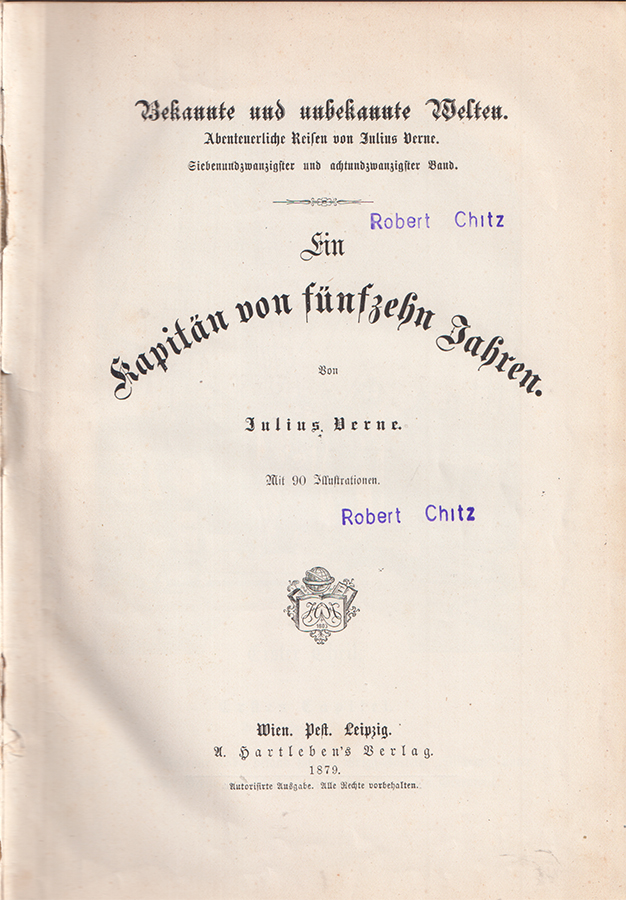 Bekannte und unbekannte Welten.
Abenteuerliche Reisen von Julius Verne.
Siebenundzwanzigster und achtundzwanzigster Band.
Robert Chitz
Ein
Kapitän von fünfzehn Jahren.
Von
Julius Verne.
Mit 90 Illustrationen.
Robert Chitz
Wien. Pest. Leipzig.
A. Hartleben's Verlag.
1879.
Autorisirte Ausgabe. Alle Rechte vorbehalten.